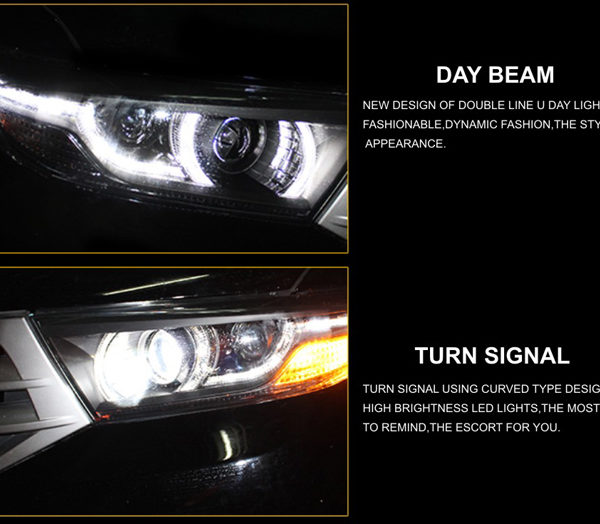 DAY BEAM
NEW DESIGN OF DOUBLE LINE U DAY LIGH
FASHIONABLE,DYNAMIC FASHION,THE STY
APPEARANCE.
TURN SIGNAL
TURN SIGNAL USING CURVED TYPE DESIG
HIGH BRIGHTNESS LED LIGHTS,THE MOST
TO REMIND,THE ESCORT FOR YOU.